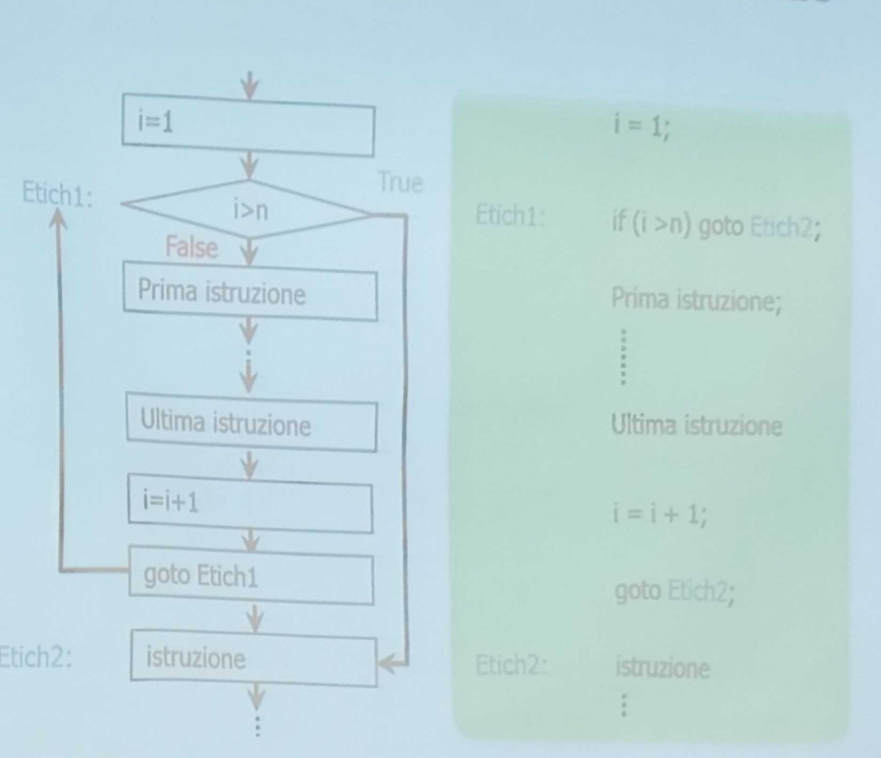 i=1
Etich1:
i>n
True
False
Prima istruzione
Ultima istruzione
i=i+1
goto Etich1
Etich2:
istruzione
i = 1;
Etich1: if (i >n) goto Etich2;
Prima istruzione;
Ultima istruzione
i = i + 1;
goto Etich2;
Etich2: istruzione